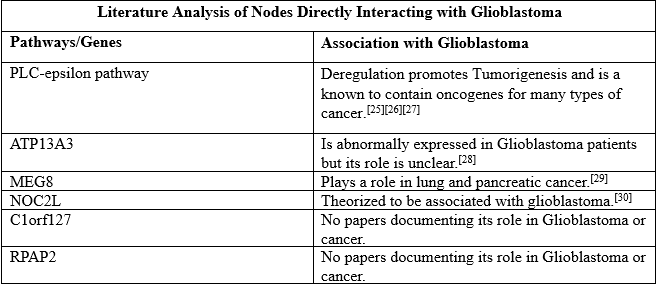 Literature Analysis of Nodes Directly Interacting with Glioblastoma
Pathways/Genes
Association with Glioblastoma
PLC-epsilon pathway
Deregulation promotes Tumorigenesis and is a
known to contain oncogenes for many types of
cancer.[25][26][27]
ATP13A3
Is abnormally expressed in Glioblastoma patients
but its role is unclear.[28]
MEG8
Plays a role in lung and pancreatic cancer.[29]
NOC2L
Theorized to be associated with glioblastoma.[30]
C1orf127
No papers documenting its role in Glioblastoma or
cancer.
RPAP2
No papers documenting its role in Glioblastoma or
cancer.